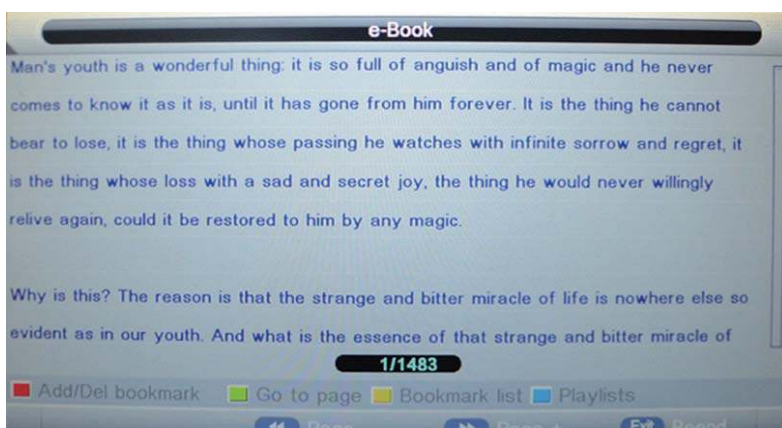 e-Book
Man's youth is a wonderful thing: it is so full of anguish and of magic and he never
comes to know it as it is, until it has gone from him forever. It is the thing he cannot
bear to lose, it is the thing whose passing he watches with infinite sorrow and regret, it
is the thing whose loss with a sad and secret joy, the thing he would never willingly
relive again, could it be restored to him by any magic.
Why is this? The reason is that the strange and bitter miracle of life is nowhere else so
evident as in our youth. And what is the essence of that strange and bitter miracle of
1/1483
Add/Del bookmark Go to page Bookmark list Playlists
Page Page + Exit